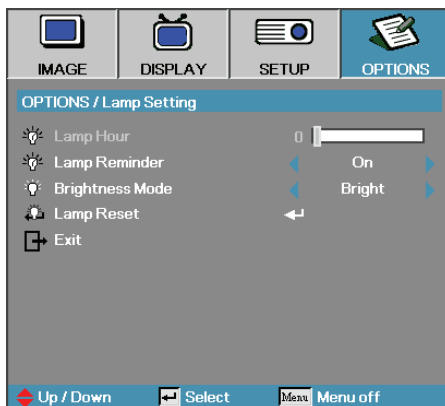 IMAGE DISPLAY SETUP OPTIONS
OPTIONS / Lamp Setting
Lamp Hour 0
Lamp Reminder On
Brightness Mode Bright
Lamp Reset
Exit
Up / Down Select Menu Menu off